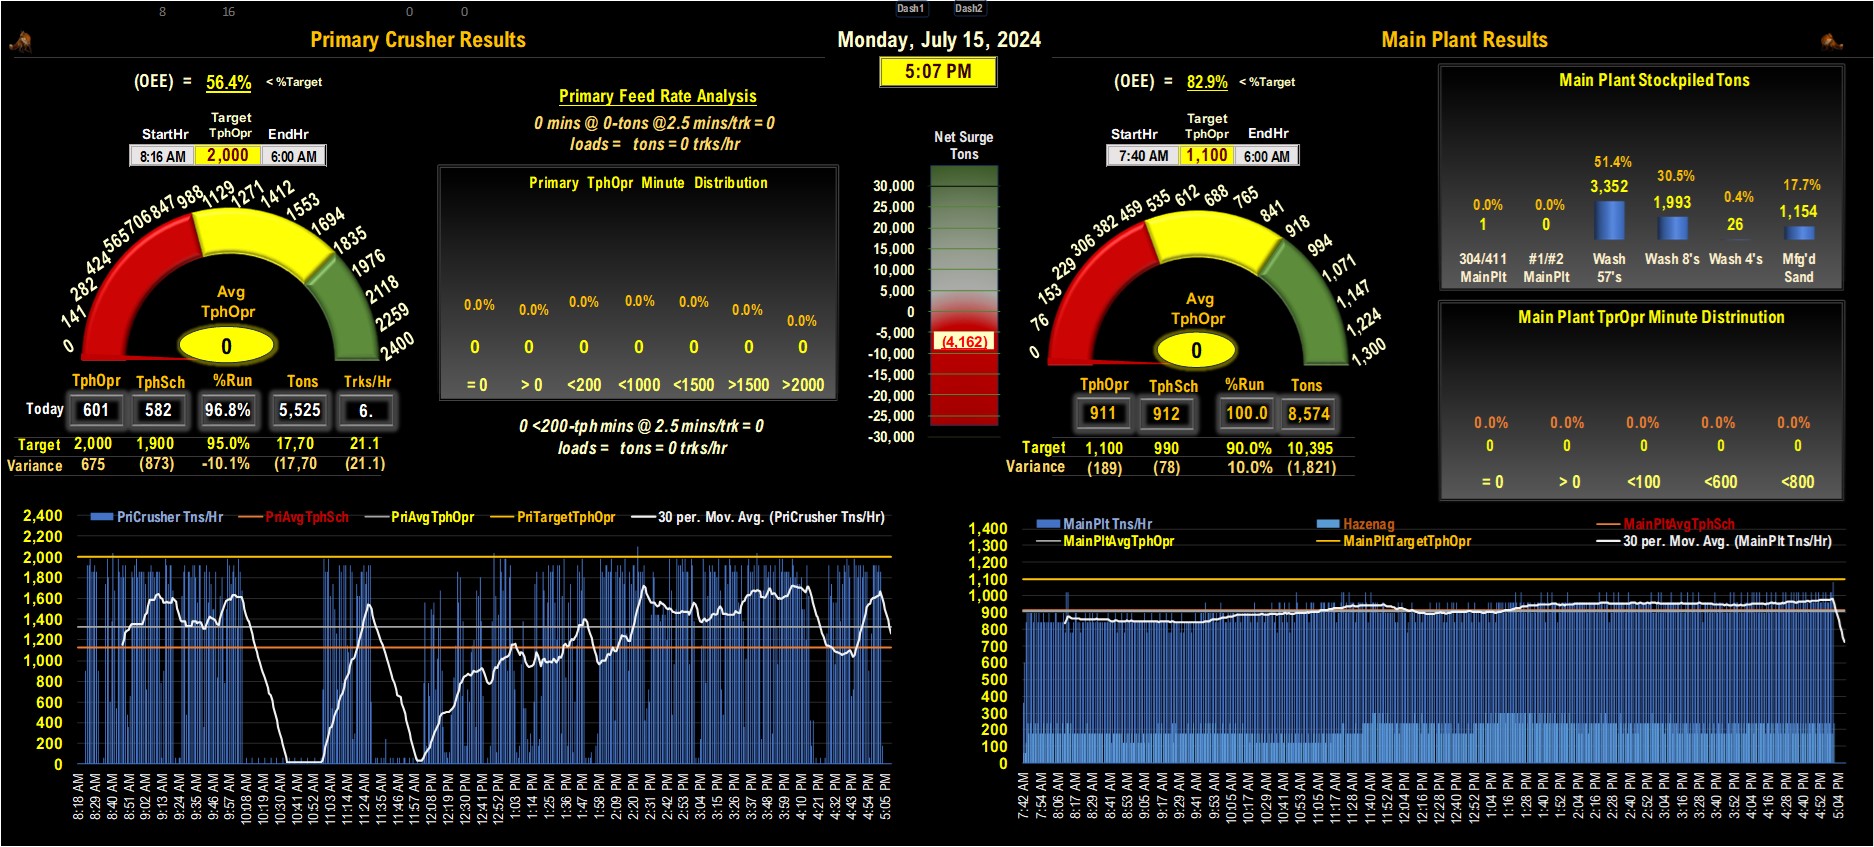 8 16 0 0 Dash1 Dash2
Primary Crusher Results
Monday, July 15, 2024
Main Plant Results
5:07 PM
(OEE) = 56.4% < %Target
StartHr Target TphOpr EndHr
8:16 AM 2,000 6:00 AM
0 141 282 424 565 706 847 988 1129 1271 1412 1553 1694 1835 1976 2118 2259 2400
Avg
TphOpr
0
TphOpr TphSch %Run Tons Trks/Hr
Today 601 582 96.8% 5,525 6.
Target 2,000 1,900 95.0% 17,70 21.1
Variance 675 (873) -10.1% (17,70 (21.1)
Primary Feed Rate Analysis
0 mins @ 0-tons @2.5 mins/trk = 0
loads = tons = 0 trks/hr
Primary TphOpr Minute Distribution
0.0% 0.0% 0.0% 0.0% 0.0% 0.0% 0.0%
0 0 0 0 0 0 0
= 0 > 0 <200 <1000 <1500 >1500 >2000
0 <200-tph mins @ 2.5 mins/trk = 0
loads = tons = 0 trks/hr
Net Surge
Tons
30,000
25,000
20,000
15,000
10,000
5,000
0
-5,000
(4,162)
-10,000
-15,000
-20,000
-25,000
-30,000
(OEE) = 82.9% < %Target
StartHr Target TphOpr EndHr
7:40 AM 1,100 6:00 AM
0 76 153 229 306 382 459 535 612 688 765 841 918 994 1,071 1,147 1,224 1,300
Avg
TphOpr
0
TphOpr TphSch %Run Tons
911 912 100.0 8,574
Target 1,100 990 90.0% 10,395
Variance (189) (78) 10.0% (1,821)
Main Plant Stockpiled Tons
0.0% 0.0% 51.4% 30.5% 0.4% 17.7%
1 0 3,352 1,993 26 1,154
304/411 #1/#2 Wash Wash 8's Wash 4's Mfg'd
MainPlt MainPlt 57's Sand
Main Plant TprOpr Minute Distrinution
0.0% 0.0% 0.0% 0.0% 0.0%
0 0 0 0 0
= 0 > 0 <100 <600 <800
PriCrusher Tns/Hr PriAvgTphSch PriAvgTphOpr PriTargetTphOpr 30 per. Mov. Avg. (PriCrusher Tns/Hr)
2,400
2,200
2,000
1,800
1,600
1,400
1,200
1,000
800
600
400
200
0
8:18 AM 8:29 AM 8:40 AM 8:51 AM 9:02 AM 9:13 AM 9:24 AM 9:35 AM 9:46 AM 9:57 AM 10:08 AM 10:19 AM 10:30 AM 10:41 AM 10:52 AM 11:03 AM 11:14 AM 11:24 AM 11:35 AM 11:46 AM 11:57 AM 12:08 PM 12:19 PM 12:30 PM 12:41 PM 12:52 PM 1:03 PM 1:14 PM 1:25 PM 1:36 PM 1:47 PM 1:58 PM 2:09 PM 2:20 PM 2:31 PM 2:42 PM 2:53 PM 3:04 PM 3:15 PM 3:26 PM 3:37 PM 3:48 PM 3:59 PM 4:10 PM 4:21 PM 4:32 PM 4:43 PM 4:54 PM 5:05 PM
MainPlt Tns/Hr Hazenag MainPltAvgTphSch
MainPltAvgTphOpr MainPltTargetTphOpr 30 per. Mov. Avg. (MainPlt Tns/Hr)
1,400
1,300
1,200
1,100
1,000
900
800
700
600
500
400
300
200
100
0
7:42 AM 7:54 AM 8:06 AM 8:17 AM 8:29 AM 8:41 AM 8:53 AM 9:05 AM 9:17 AM 9:29 AM 9:41 AM 9:53 AM 10:05 AM 10:17 AM 10:29 AM 10:41 AM 10:53 AM 11:05 AM 11:16 AM 11:28 AM 11:40 AM 11:52 AM 12:04 PM 12:16 PM 12:28 PM 12:40 PM 12:52 PM 1:04 PM 1:16 PM 1:28 PM 1:40 PM 1:52 PM 2:04 PM 2:16 PM 2:28 PM 2:40 PM 2:52 PM 3:04 PM 3:16 PM 3:28 PM 3:40 PM 3:52 PM 4:04 PM 4:16 PM 4:28 PM 4:40 PM 4:52 PM 5:04 PM